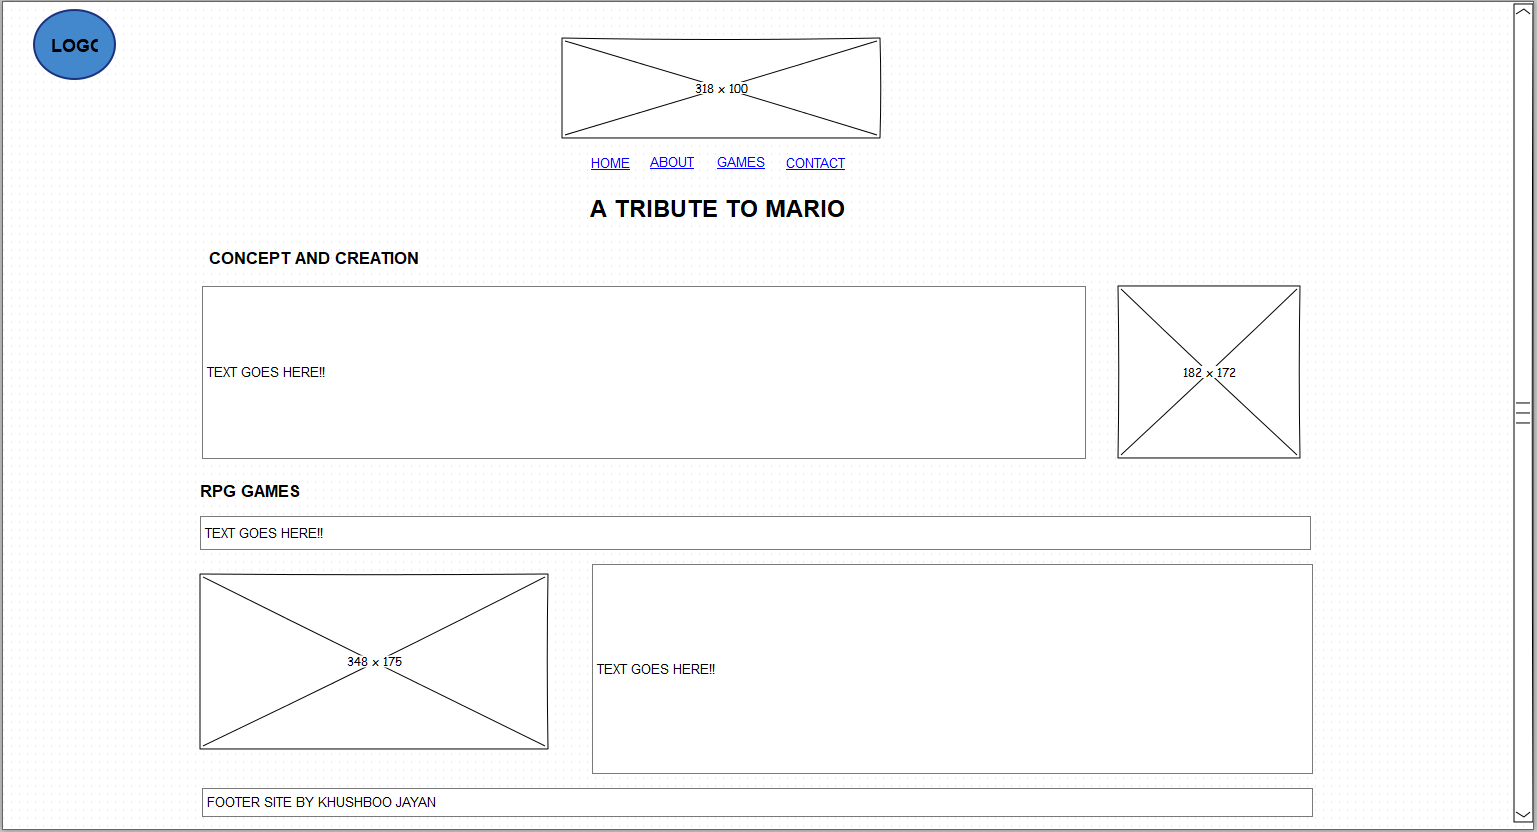 LOGO
318 x 100
HOME ABOUT GAMES CONTACT
A TRIBUTE TO MARIO
CONCEPT AND CREATION
TEXT GOES HERE!!
182 x 172
RPG GAMES
TEXT GOES HERE!!
348 x 175
TEXT GOES HERE!!
FOOTER SITE BY KHUSHBOO JAYAN